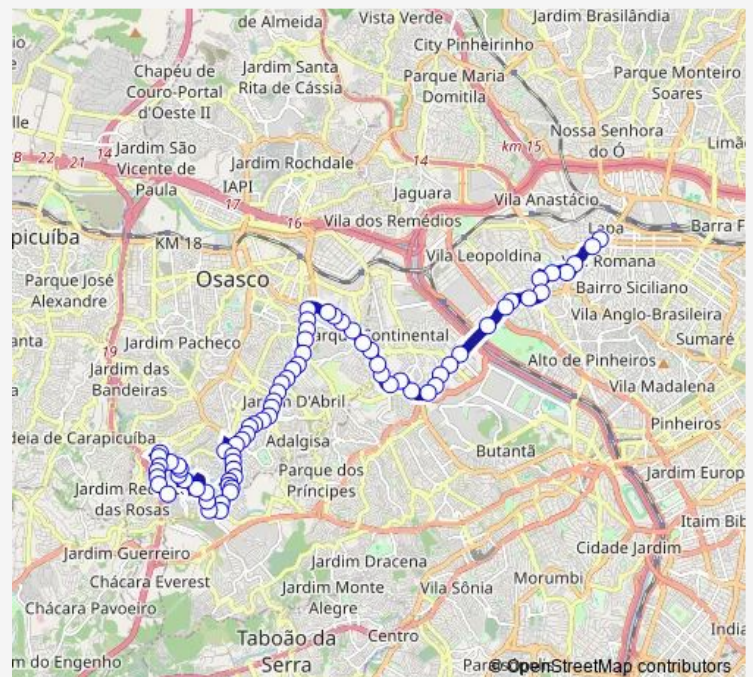 de Almeida
Vista Verde
Jardim Brasilândia
City Pinheirinho
Chapéu de
Couro-Portal
d'Oeste II
Jardim Santa
Rita de Cássia
Parque Maria
Domitila
Parque Monteiro
Soares
Nossa Senhora
do Ó
km 15
Limã
B 22 21
14
Jardim São
Vicente de
Paula
Jardim Rochdale
14
IAPI
17
16
Jaguara
Vila Anastácio
Vila dos Remédios
Lapa
Barra F
picuíba
KM 18
Vila Leopoldina
Romana
Osasco
Parque José
Alexandre
Bairro Siciliano
Vila Anglo-Brasileira
Continental
Sumaré
anta
Jardim Pacheco
19
Jardim das
Bandeiras
Alto de Pinheiros
Vila Madalena
D'Abril
Pinheiros
deia de Carapicuíba
Adalgisa
Butantã
Parque dos
Príncipes
Jardim Europ
Jardim Re
das Rosas
Itaim Bib
Jardim Guerreiro
Cidade Jardim
Chácara Everest
Jardim Dracena
Morumbi
Jardim Monte
Alegre
Vila Sônia
Chácara Pavoeiro
Taboão da
Serra
Centro
India
m do Engenho
© OpenStreetMap contributors